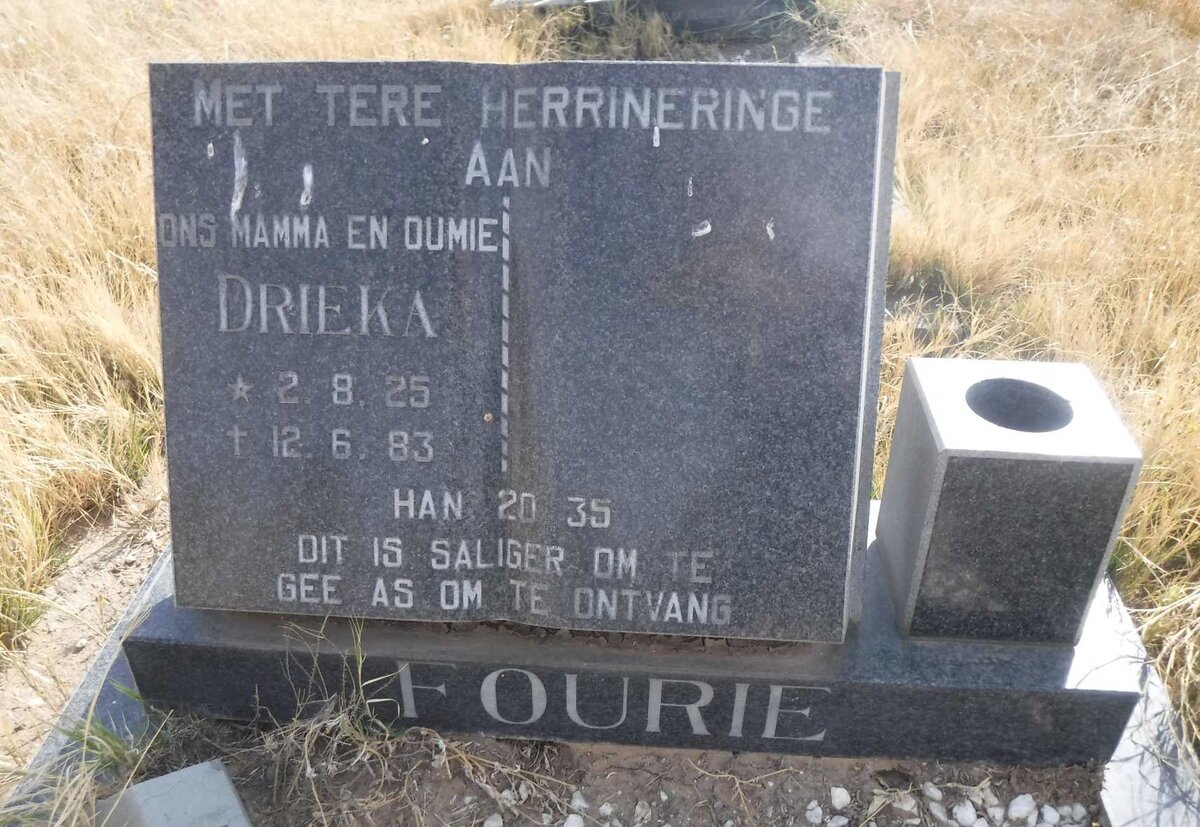 MET TERE HERRINERINGE
AAN
ONS MAMMA EN OUMIE
DRIEKA
* 2. 8. 25
† 12. 6. 83
HAN 20 35
DIT IS SALIGER OM TE
GEE AS OM TE ONTVANG
FOURIE